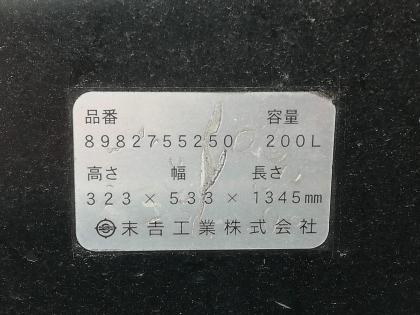 品番 容量
8982755250 200L
高さ 幅 長さ
323 × 533 × 1345mm
末吉工業株式会社